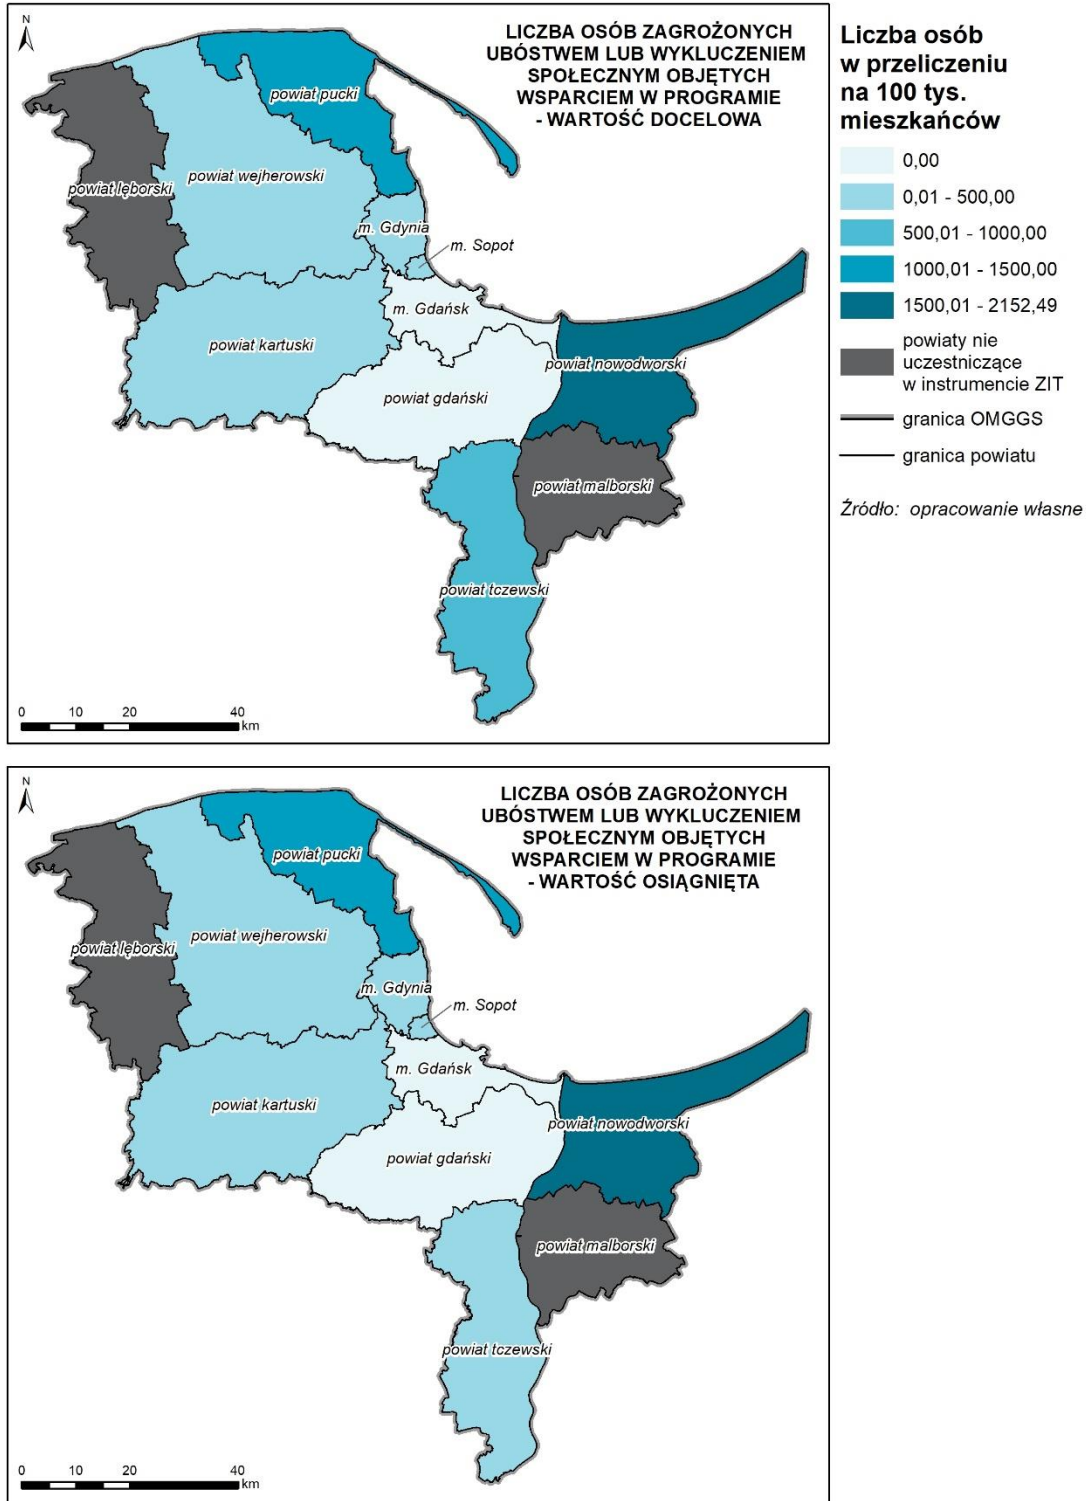 N
LICZBA OSÓB ZAGROŻONYCH
UBÓSTWEM LUB WYKLUCZENIEM
SPOŁECZNYM OBJĘTYCH
WSPARCIEM W PROGRAMIE
- WARTOŚĆ DOCELOWA
powiat pucki
powiat lęborski
powiat wejherowski
m. Gdynia
m. Sopot
m. Gdańsk
powiat kartuski
powiat nowodworski
powiat gdański
powiat malborski
powiat tczewski
0 10 20 40
km
Liczba osób
w przeliczeniu
na 100 tys.
mieszkańców
0,00
0,01 - 500,00
500,01 - 1000,00
1000,01 - 1500,00
1500,01 - 2152,49
powiaty nie
uczestniczące
w instrumencie ZIT
granica OMGGS
granica powiatu
Źródło: opracowanie własne
N
LICZBA OSÓB ZAGROŻONYCH
UBÓSTWEM LUB WYKLUCZENIEM
SPOŁECZNYM OBJĘTYCH
WSPARCIEM W PROGRAMIE
- WARTOŚĆ OSIĄGNIĘTA
powiat pucki
powiat lęborski
powiat wejherowski
m. Gdynia
m. Sopot
m. Gdańsk
powiat kartuski
powiat nowodworski
powiat gdański
powiat malborski
powiat tczewski
0 10 20 40
km